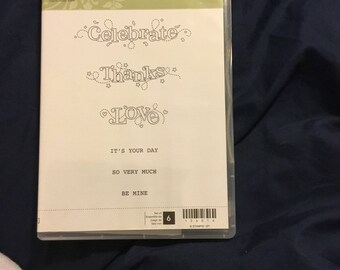 Celebrate
Thanks
Love
IT'S YOUR DAY
SO VERY MUCH
BE MINE
6